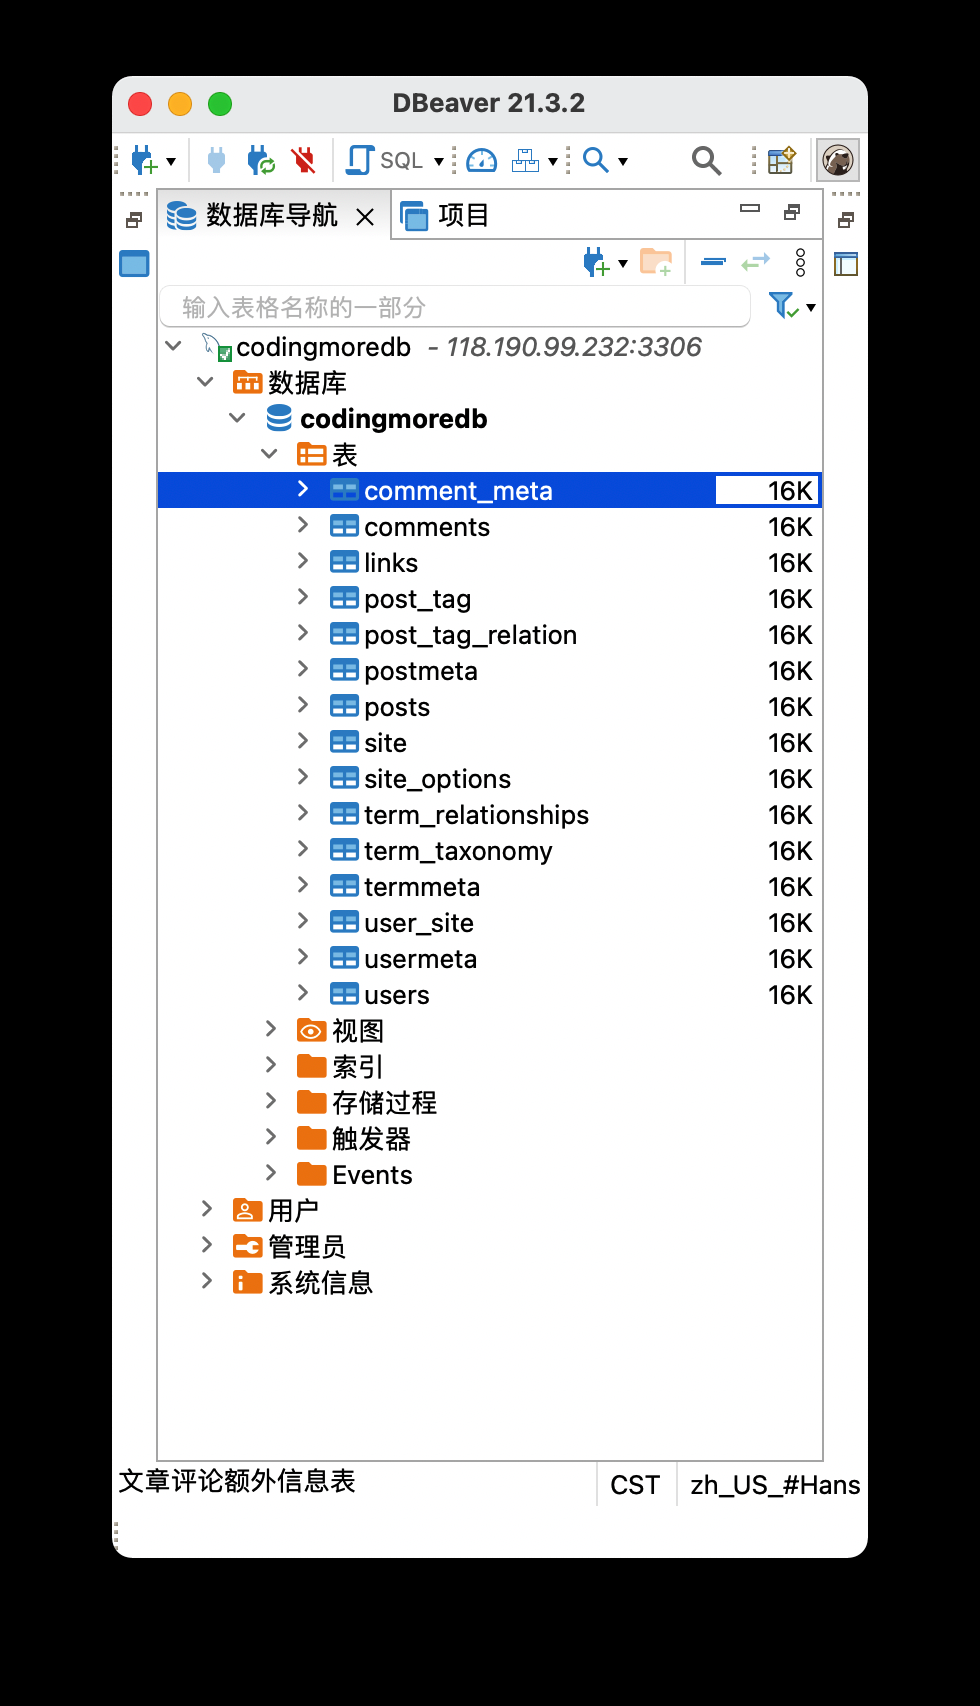 DBeaver 21.3.2
SQL
数据库导航 项目
输入表格名称的一部分
codingmoredb - 118.190.99.232:3306
数据库
codingmoredb
表
comment_meta 16K
comments 16K
links 16K
post_tag 16K
post_tag_relation 16K
postmeta 16K
posts 16K
site 16K
site_options 16K
term_relationships 16K
term_taxonomy 16K
termmeta 16K
user_site 16K
usermeta 16K
users 16K
视图
索引
存储过程
触发器
Events
用户
管理员
系统信息
文章评论额外信息表 CST zh_US_#Hans